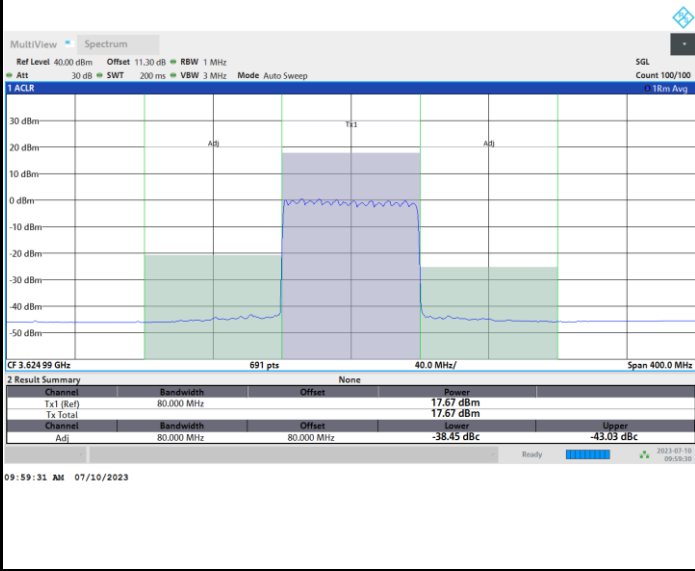 MultiView Spectrum
Ref Level 40.00 dBm Offset 11.30 dB RBW 1 MHz SGL
Att 30 dB SWT 200 ms VBW 3 MHz Mode Auto Sweep Count 100/100
1 ACLR 1Rm Avg
30 dBm
Tx1
20 dBm Adj Adj
10 dBm
0 dBm
-10 dBm
-20 dBm
-30 dBm
-40 dBm
-50 dBm
CF 3.624 99 GHz 691 pts 40.0 MHz/ Span 400.0 MHz
2 Result Summary None
Channel Bandwidth Offset Power
Tx1 (Ref) 80.000 MHz 17.67 dBm
Tx Total 17.67 dBm
Channel Bandwidth Offset Lower Upper
Adj 80.000 MHz 80.000 MHz -38.45 dBc -43.03 dBc
Ready 2023-07-10
09:59:30
09:59:31 AM 07/10/2023